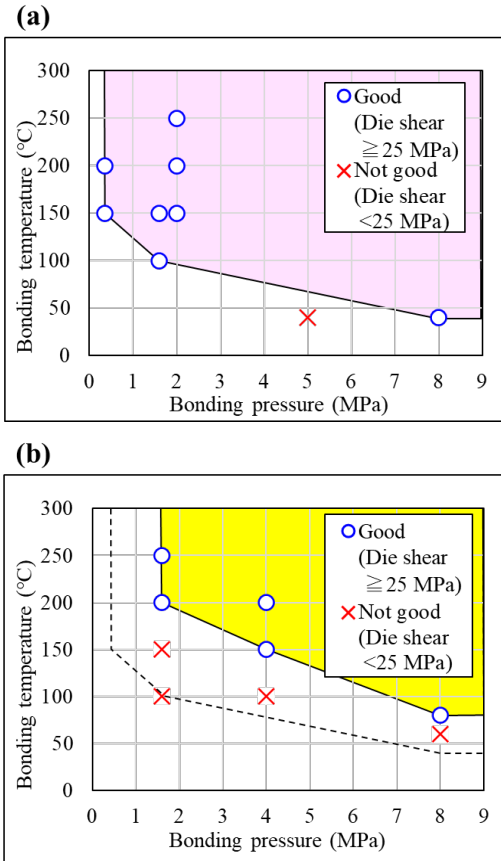 (a)
300
250
200
150
100
50
0
Bonding temperature (℃)
0 1 2 3 4 5 6 7 8 9
Bonding pressure (MPa)
Good
(Die shear
≧25 MPa)
Not good
(Die shear
<25 MPa)
(b)
300
250
200
150
100
50
0
Bonding temperature (℃)
0 1 2 3 4 5 6 7 8 9
Bonding pressure (MPa)
Good
(Die shear
≧25 MPa)
Not good
(Die shear
<25 MPa)